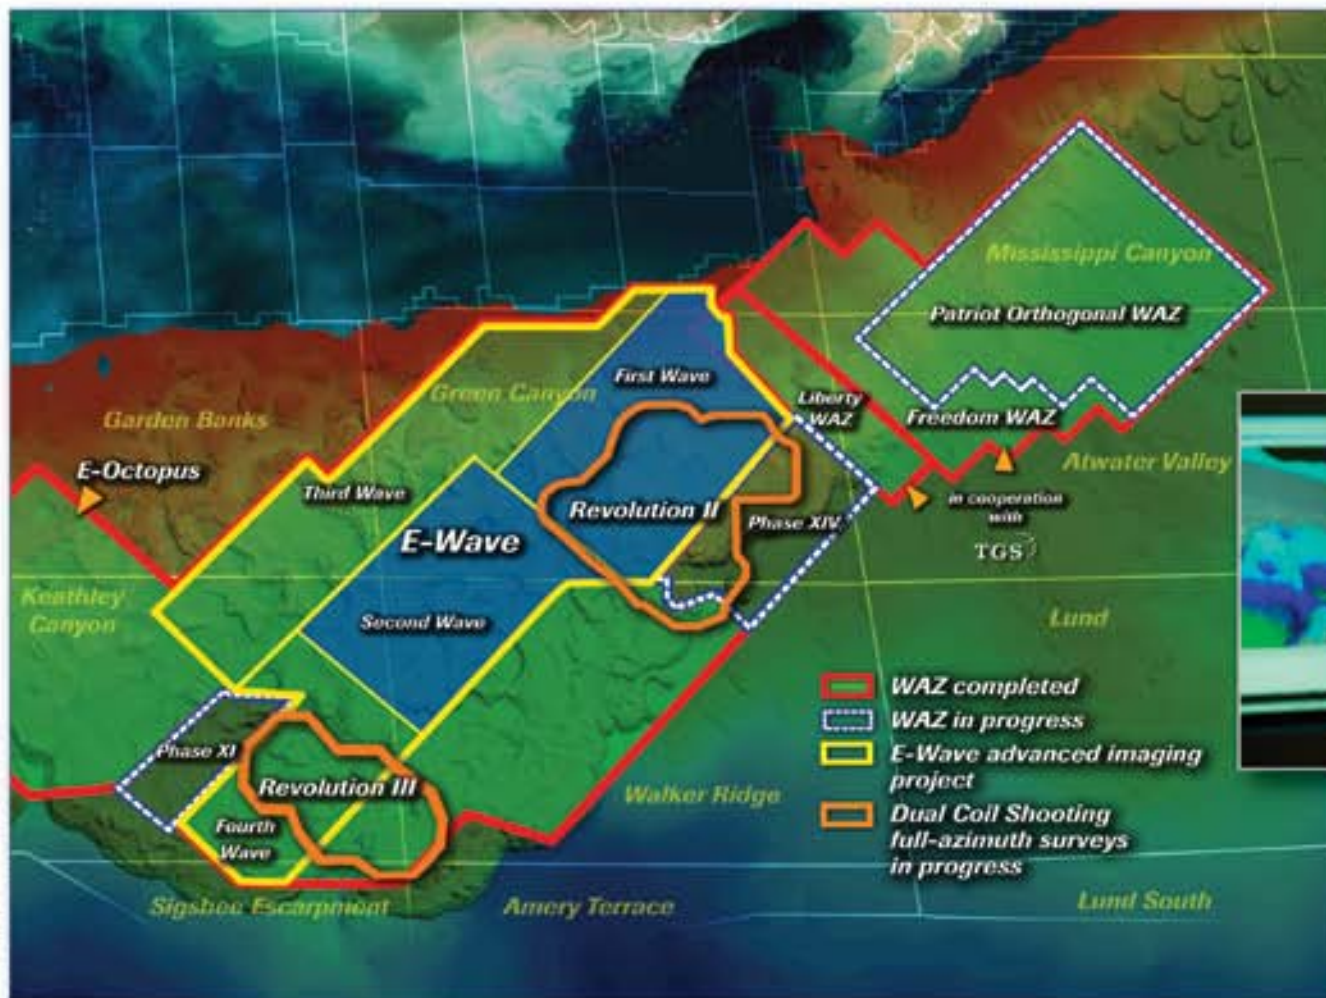 Mississippi Canyon
Patriot Orthogonal WAZ
First Wave
Green Canyon
Liberty
WAZ
Freedom WAZ
Garden Banks
E-Octopus
Atwater Valley
Third Wave
in cooperation
with
TGS
Revolution II
Phase XIV
E-Wave
Keathley
Canyon
Second Wave
Lund
WAZ completed
WAZ in progress
E-Wave advanced imaging
project
Dual Coil Shooting
full-azimuth surveys
in progress
Phase XI
Revolution III
Walker Ridge
Fourth
Wave
Sigsbee Escarpment
Amery Terrace
Lund South